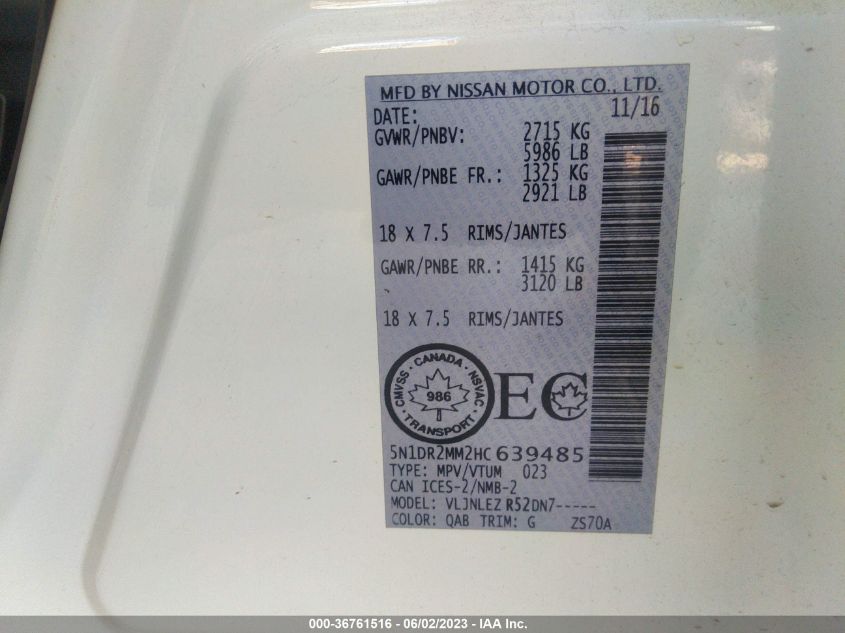 MFD BY NISSAN MOTOR CO., LTD.
DATE: 11/16
GVWR/PNBV: 2715 KG
5986 LB
GAWR/PNBE FR.: 1325 KG
2921 LB
18 X 7.5 RIMS/JANTES
GAWR/PNBE RR.: 1415 KG
3120 LB
18 X 7.5 RIMS/JANTES
CMVSS · CANADA · NSVAC
986
TRANSPORT
EC
5N1DR2MM2HC 639485
TYPE: MPV/VTUM 023
CAN ICES-2/NMB-2
MODEL: VLJNLEZ R52DN7-----
COLOR: QAB TRIM: G ZS70A
000-36761516 - 06/02/2023 - IAA Inc.